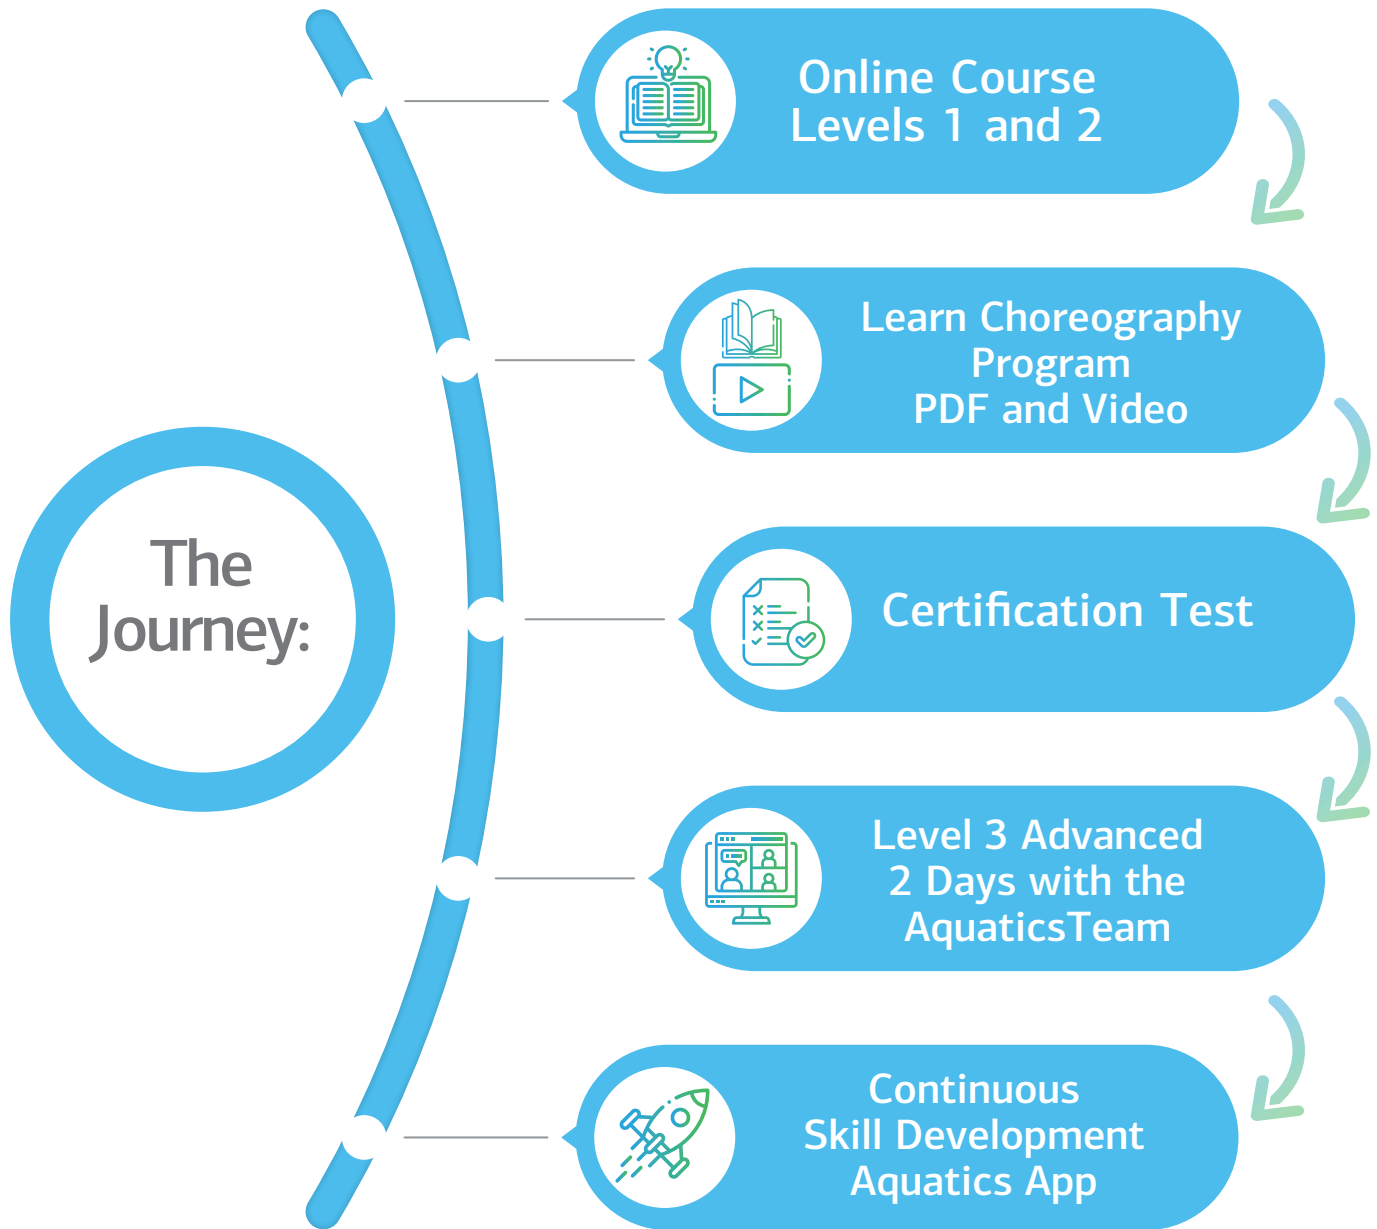 Online Course
Levels 1 and 2
Learn Choreography
Program
PDF and Video
The
Journey:
Certification Test
Level 3 Advanced
2 Days with the
AquaticsTeam
Continuous
Skill Development
Aquatics App